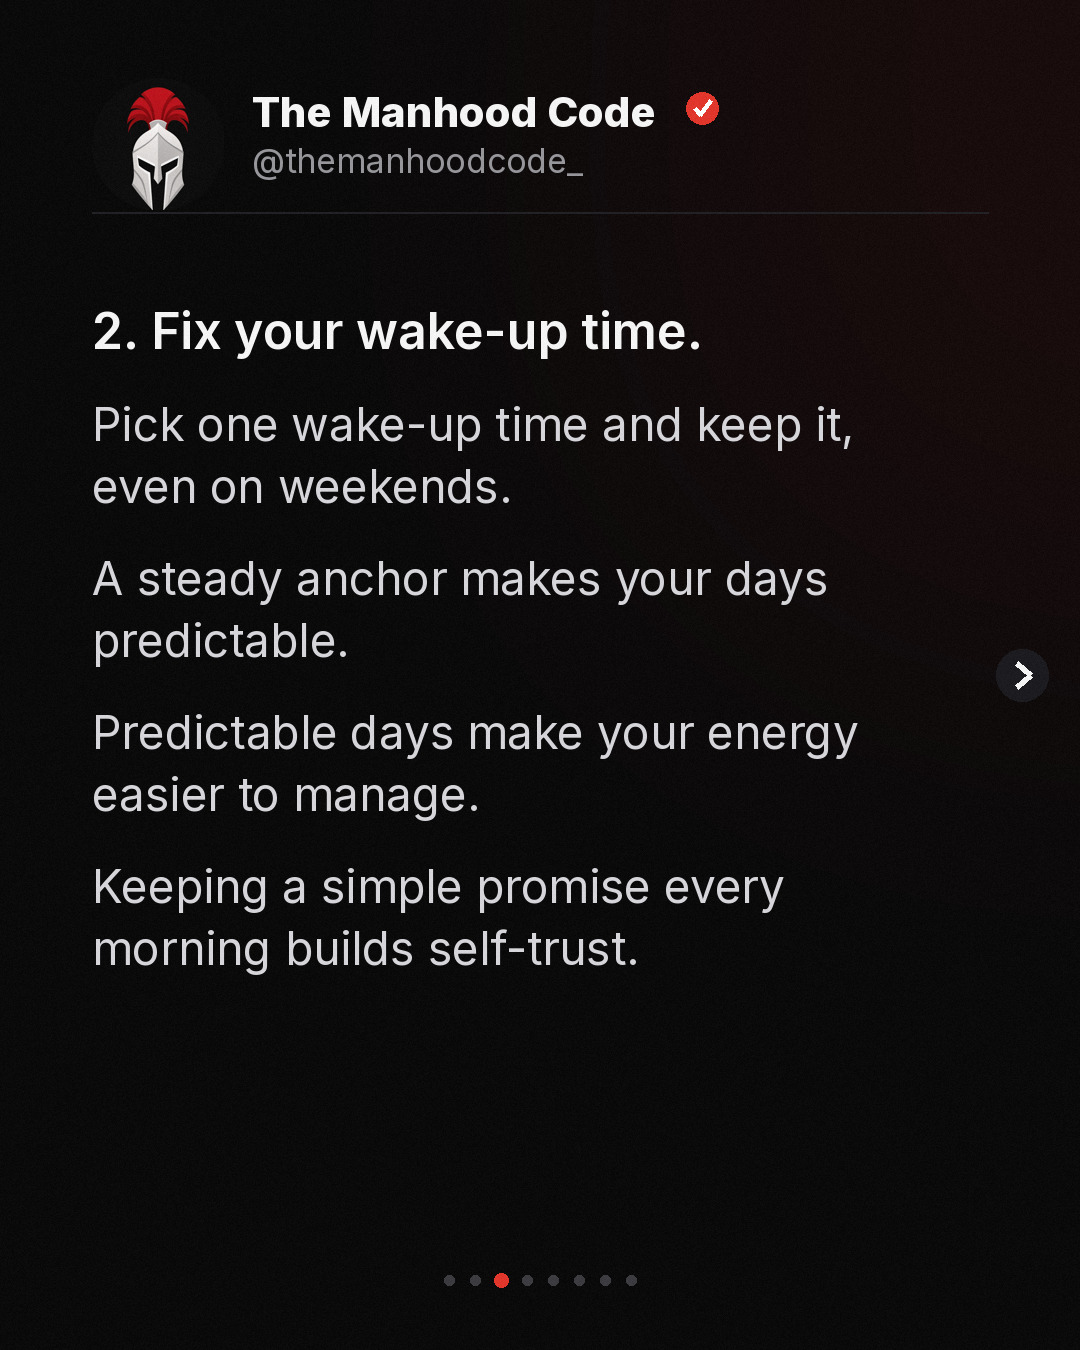 The Manhood Code
@themanhoodcode_
2. Fix your wake-up time.
Pick one wake-up time and keep it,
even on weekends.
A steady anchor makes your days
predictable.
Predictable days make your energy
easier to manage.
Keeping a simple promise every
morning builds self-trust.